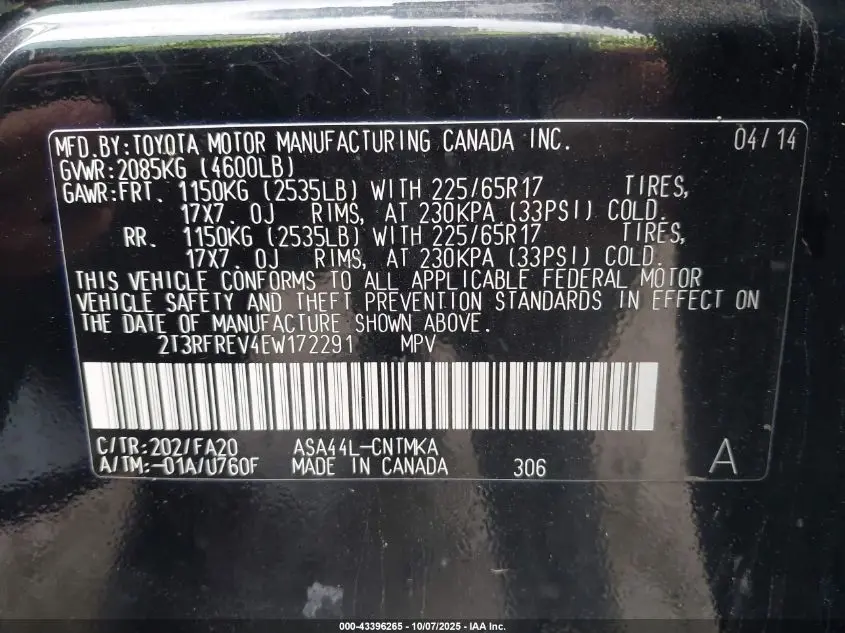 MFD. BY: TOYOTA MOTOR MANUFACTURING CANADA INC. 04/14
GVWR: 2085KG (4600LB)
GAWR: FRT. 1150KG (2535LB) WITH 225/65R17 TIRES,
17X7. 0J RIMS, AT 230KPA (33PSI) COLD.
RR. 1150KG (2535LB) WITH 225/65R17 TIRES,
17X7. 0J RIMS, AT 230KPA (33PSI) COLD.
THIS VEHICLE CONFORMS TO ALL APPLICABLE FEDERAL MOTOR
VEHICLE SAFETY AND THEFT PREVENTION STANDARDS IN EFFECT ON
THE DATE OF MANUFACTURE SHOWN ABOVE.
2T3RFREV4EW172291 MPV
C/TR: 202/FA20 ASA44L-CNTMKA
A/TM: -01A/U760F MADE IN CANADA 306 A
000-43396265 - 10/07/2025 - IAA Inc.